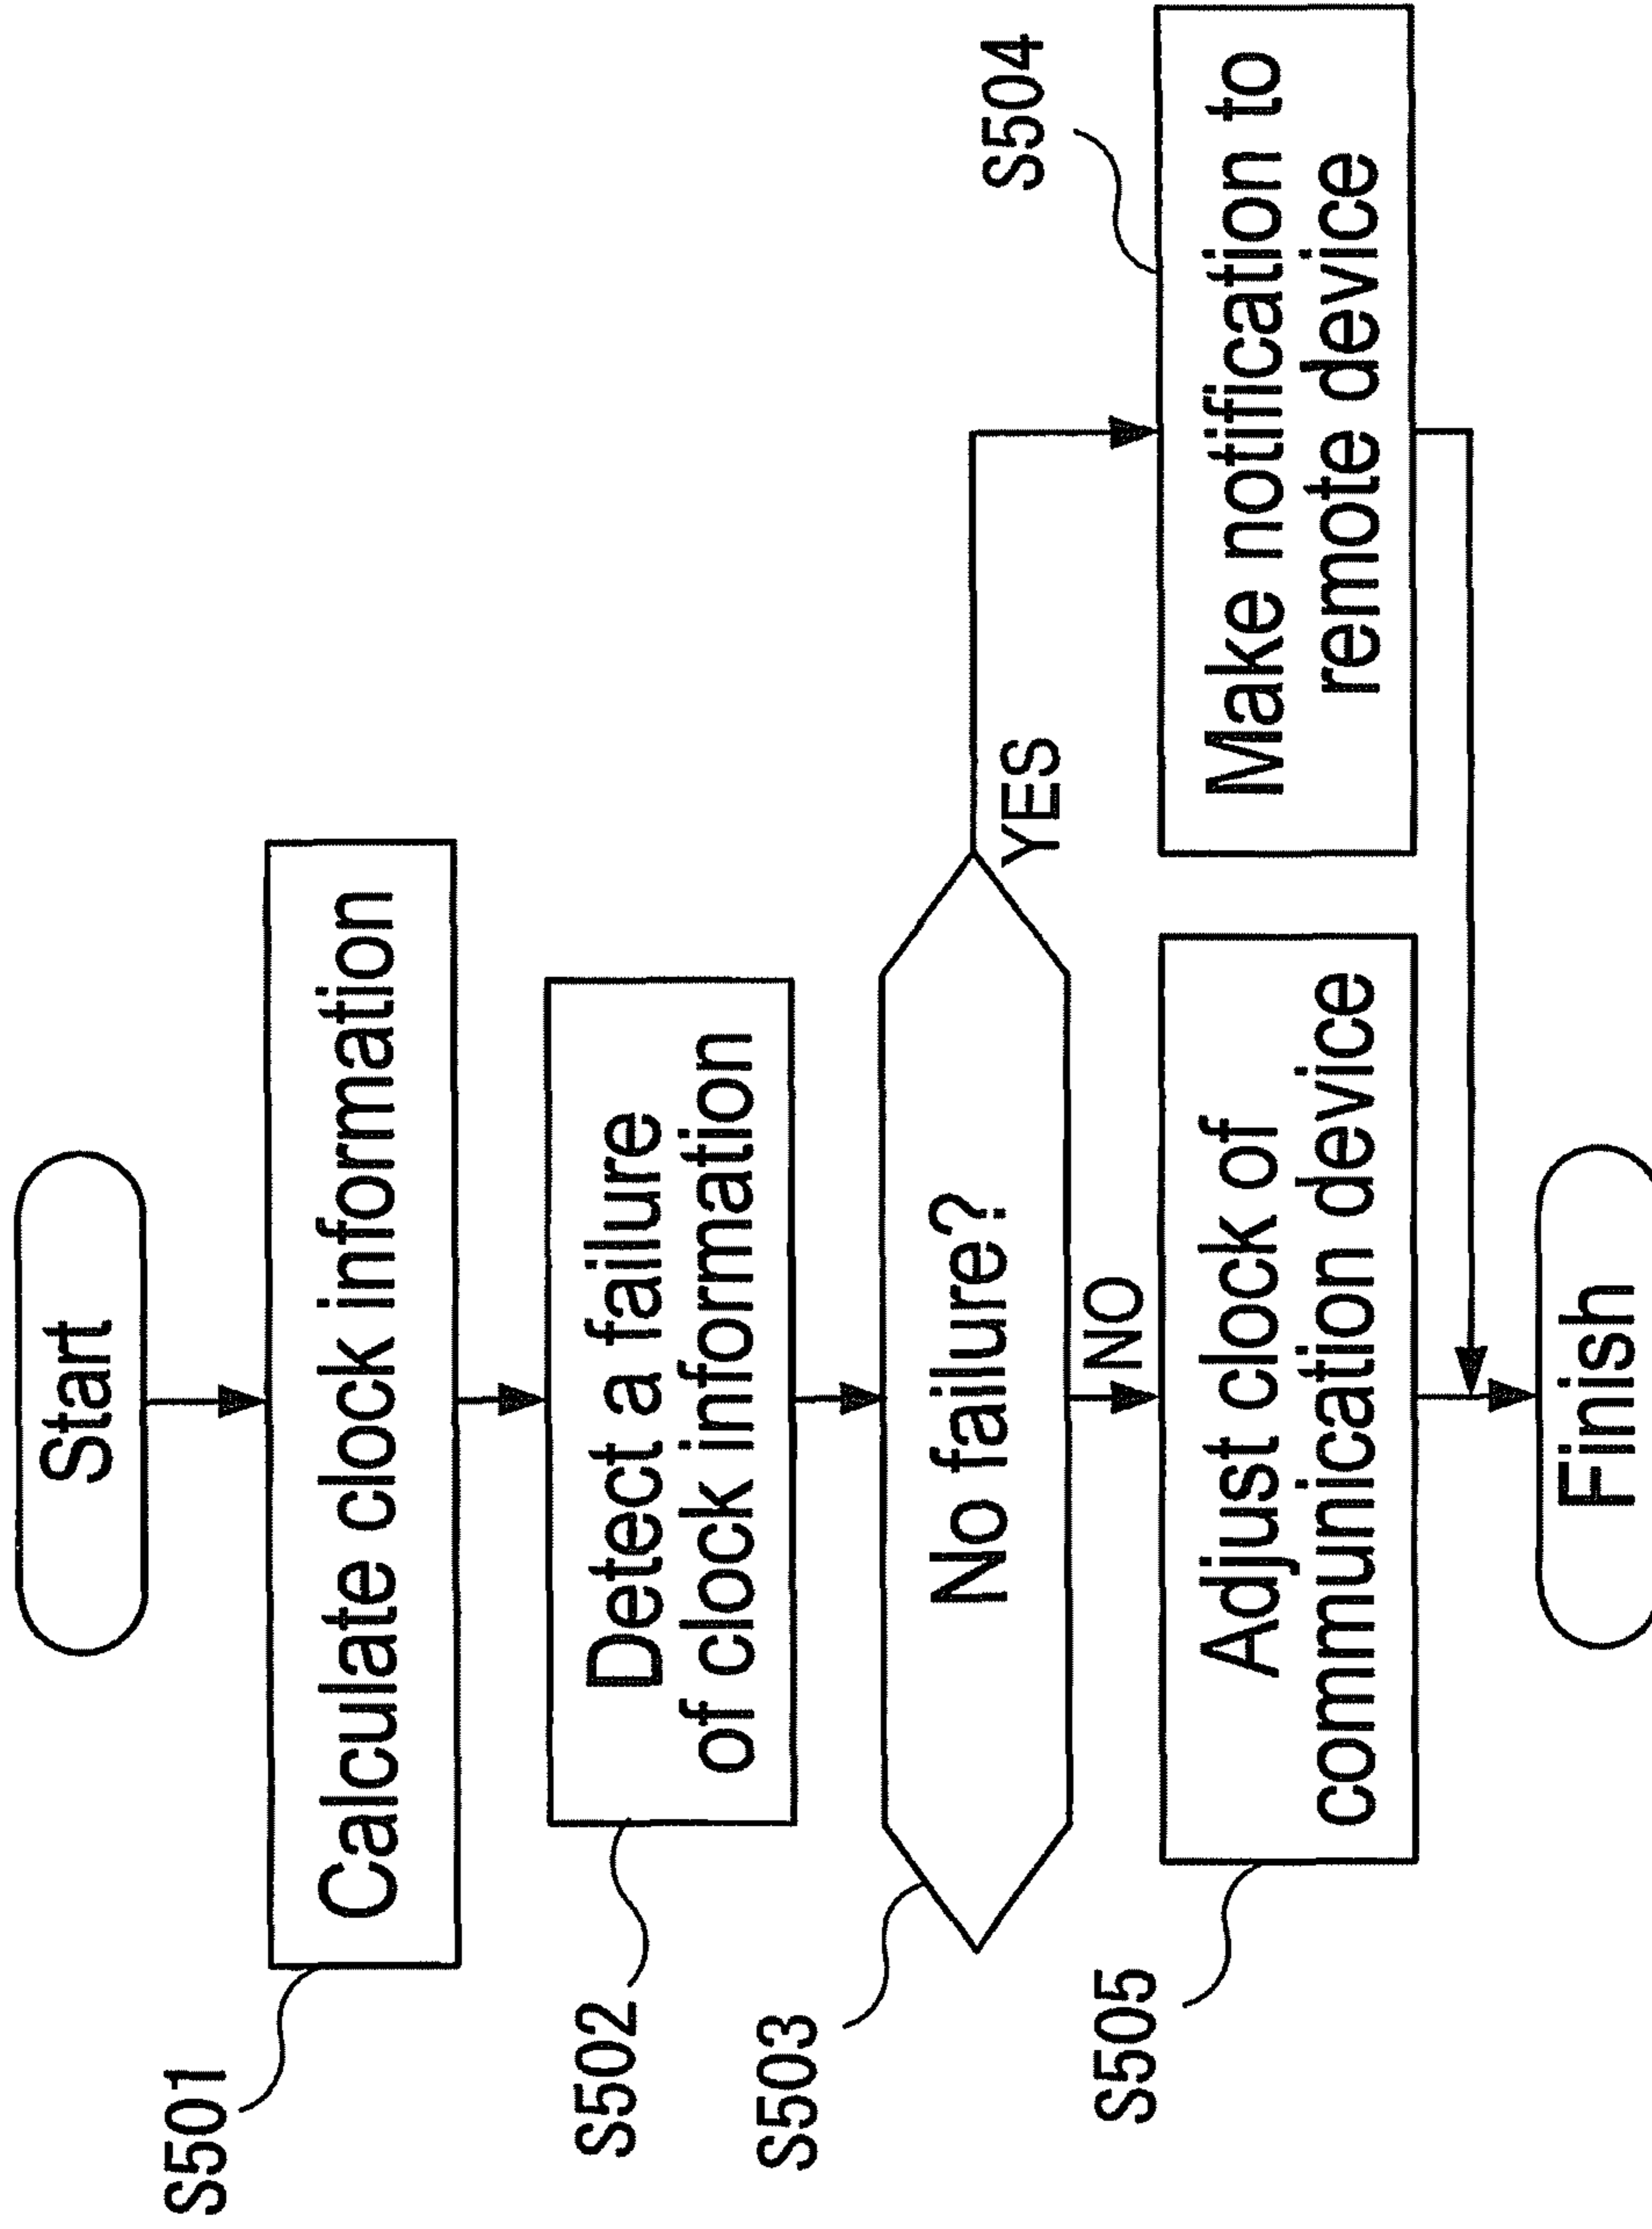 Start
S501
Calculate clock information
S502
Detect a failure
of clock information
S503
No failure?
YES
NO
S504
Make notification to
remote device
S505
Adjust clock of
communication device
Finish